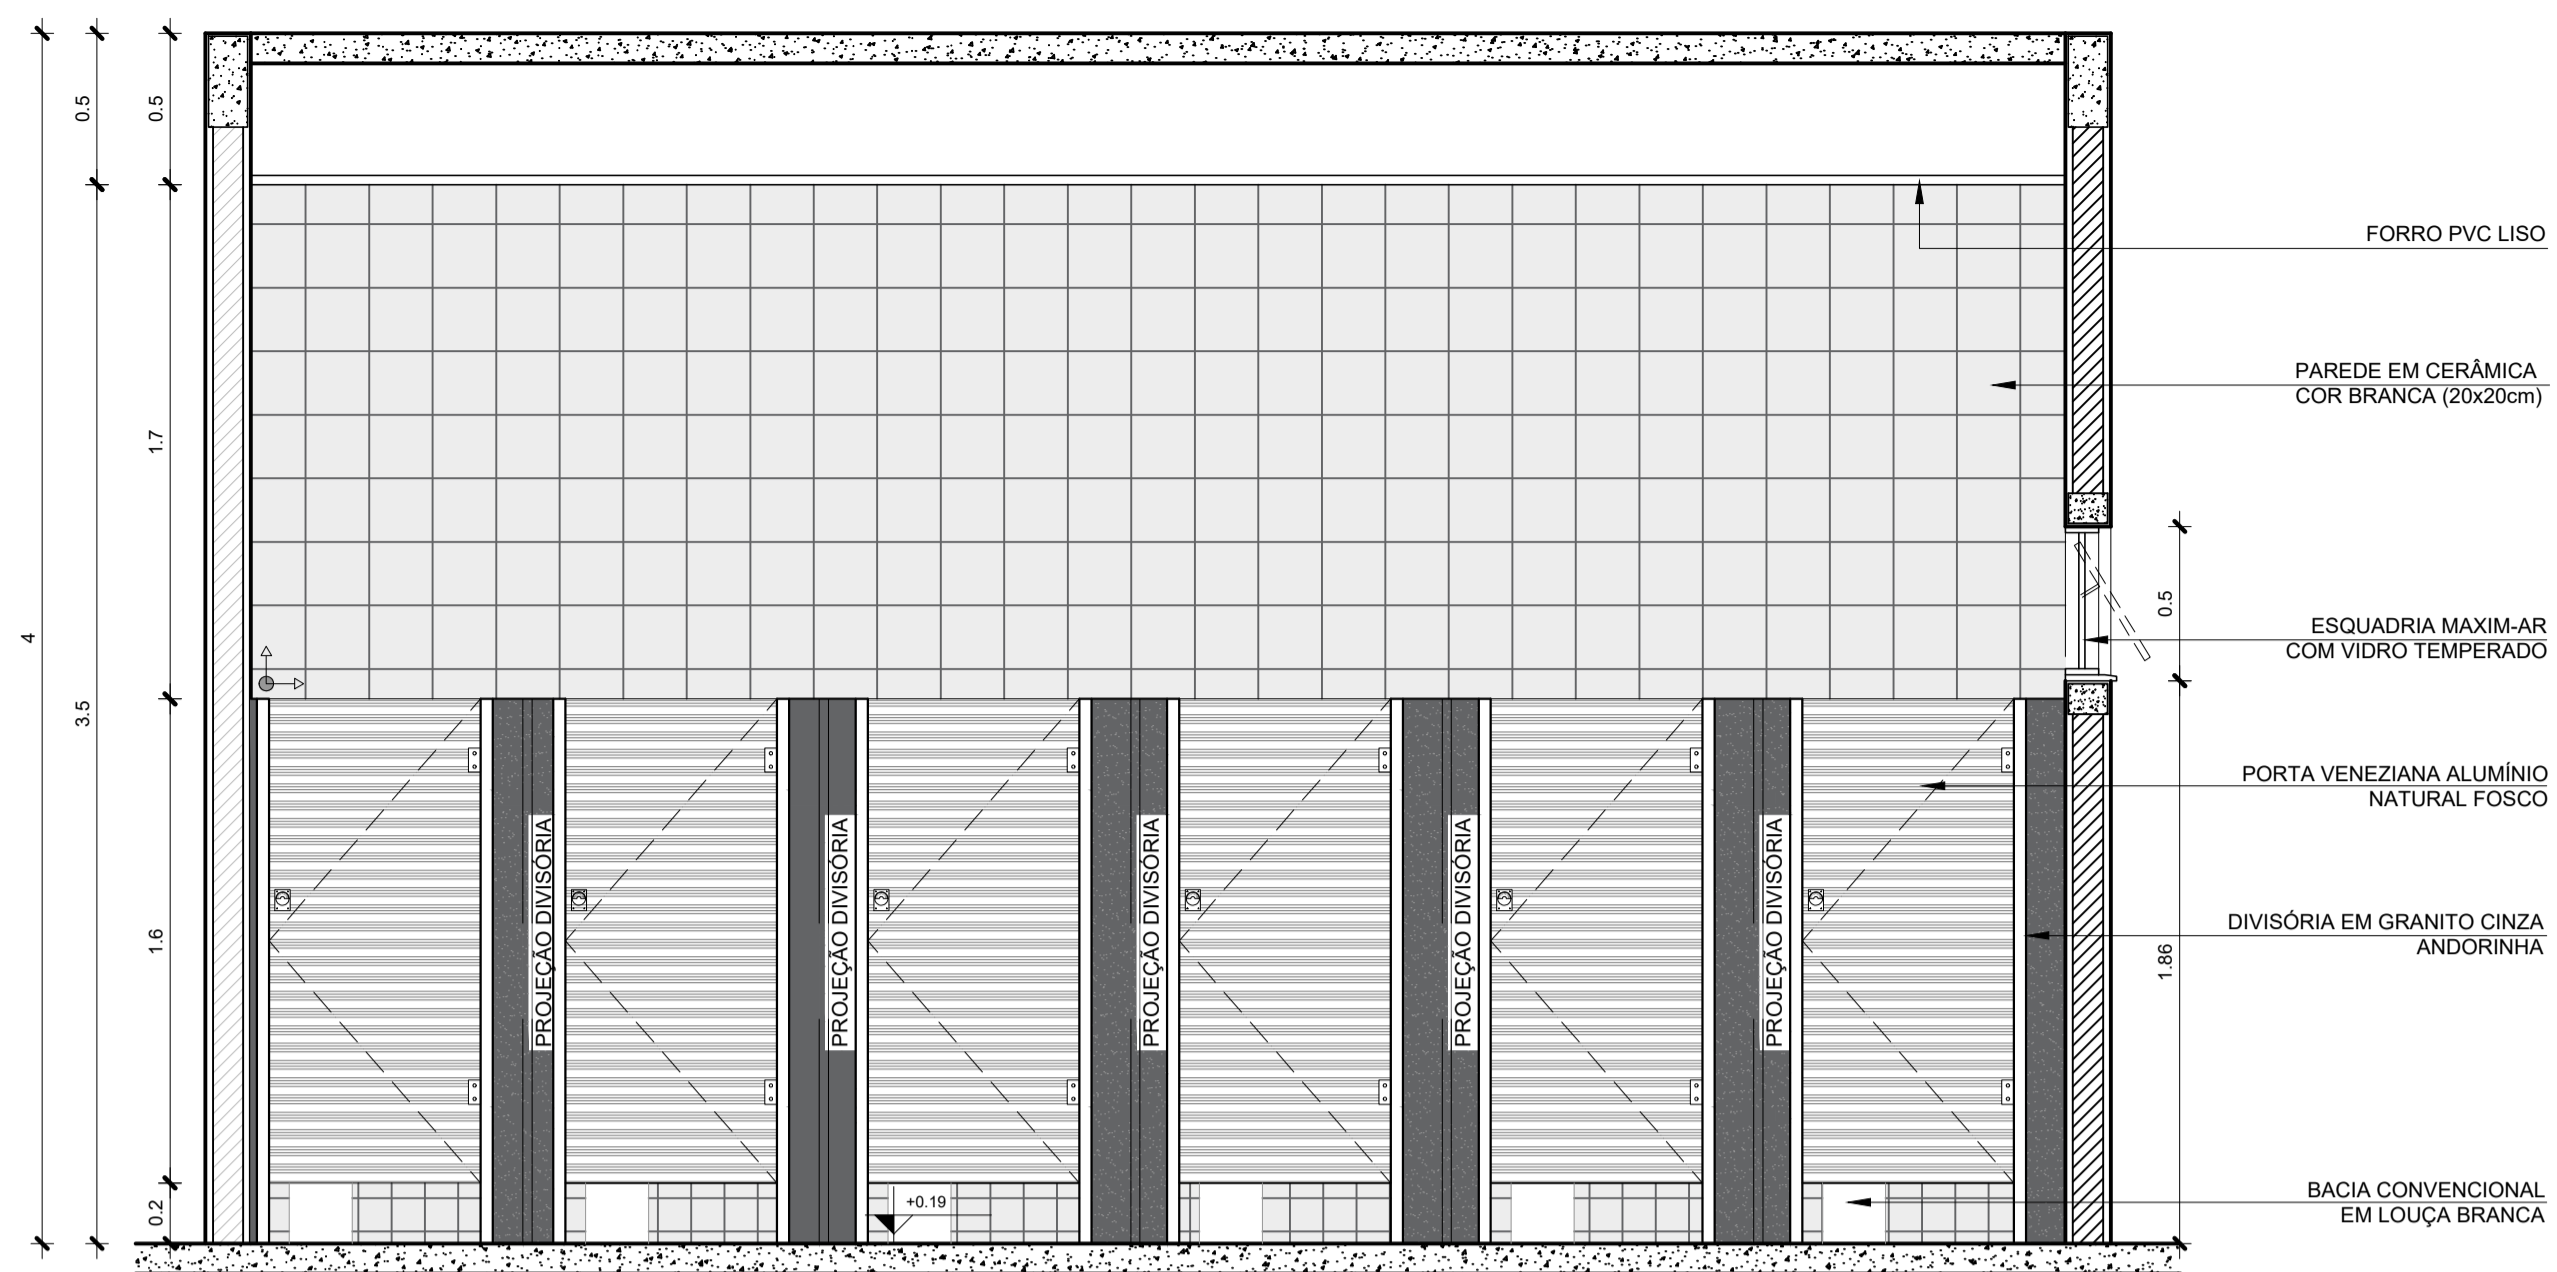 0.5
0.5
FORRO PVC LISO
PAREDE EM CERÂMICA
COR BRANCA (20x20cm)
1.7
4
3.5
0.5
ESQUADRIA MAXIM-AR
COM VIDRO TEMPERADO
PORTA VENEZIANA ALUMÍNIO
NATURAL FOSCO
PROJEÇÃO DIVISÓRIA
PROJEÇÃO DIVISÓRIA
PROJEÇÃO DIVISÓRIA
PROJEÇÃO DIVISÓRIA
PROJEÇÃO DIVISÓRIA
1.6
DIVISÓRIA EM GRANITO CINZA
ANDORINHA
1.86
0.2
+0.19
BACIA CONVENCIONAL
EM LOUÇA BRANCA